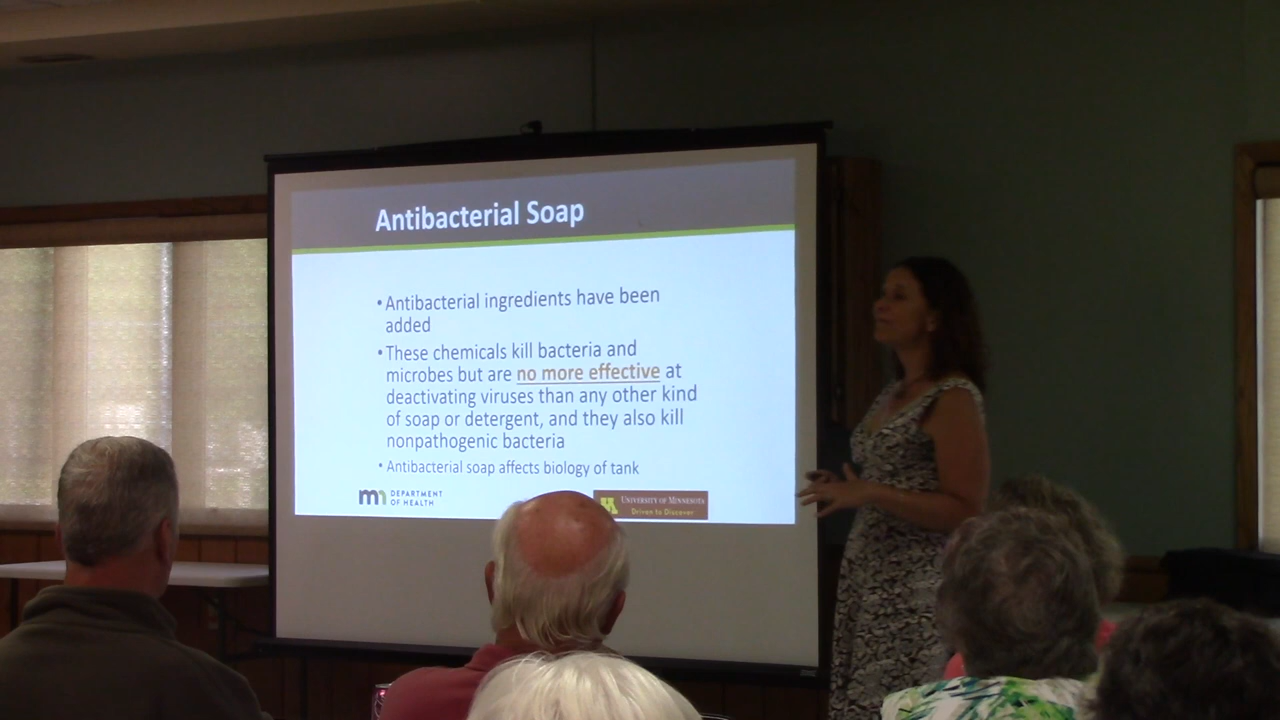 Antibacterial Soap
• Antibacterial ingredients have been
added
• These chemicals kill bacteria and
microbes but are no more effective at
deactivating viruses than any other kind
of soap or detergent, and they also kill
nonpathogenic bacteria
• Antibacterial soap affects biology of tank
mn DEPARTMENT
OF HEALTH
M UNIVERSITY OF MINNESOTA
Driven to Discover